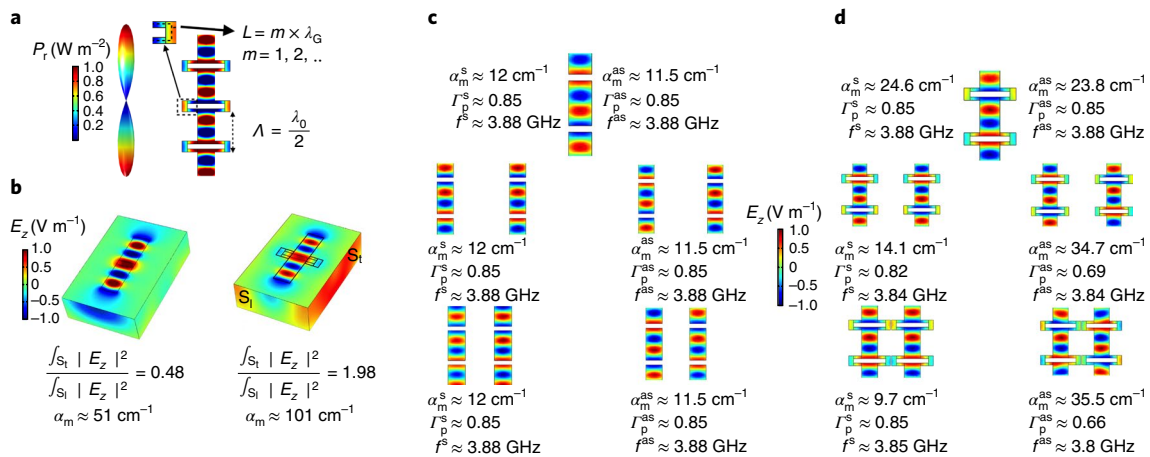 a
P_r (W m⁻²)
1.0
0.8
0.6
0.4
0.2
L = m × λ_G
m = 1, 2, ..
Λ = λ_0 / 2
b
E_z (V m⁻¹)
1.0
0.5
0
−0.5
−1.0
S_l
S_t
∫_{S_t} | E_z |² / ∫_{S_l} | E_z |² = 0.48
α_m ≈ 51 cm⁻¹
∫_{S_t} | E_z |² / ∫_{S_l} | E_z |² = 1.98
α_m ≈ 101 cm⁻¹
c
α_m^s ≈ 12 cm⁻¹
Γ_p^s ≈ 0.85
f^s ≈ 3.88 GHz
α_m^as ≈ 11.5 cm⁻¹
Γ_p^as ≈ 0.85
f^as ≈ 3.88 GHz
α_m^s ≈ 12 cm⁻¹
Γ_p^s ≈ 0.85
f^s ≈ 3.88 GHz
α_m^as ≈ 11.5 cm⁻¹
Γ_p^as ≈ 0.85
f^as ≈ 3.88 GHz
α_m^s ≈ 12 cm⁻¹
Γ_p^s ≈ 0.85
f^s ≈ 3.88 GHz
α_m^as ≈ 11.5 cm⁻¹
Γ_p^as ≈ 0.85
f^as ≈ 3.88 GHz
d
α_m^s ≈ 24.6 cm⁻¹
Γ_p^s ≈ 0.85
f^s ≈ 3.88 GHz
α_m^as ≈ 23.8 cm⁻¹
Γ_p^as ≈ 0.85
f^as ≈ 3.88 GHz
E_z (V m⁻¹)
1.0
0.5
0
−0.5
−1.0
α_m^s ≈ 14.1 cm⁻¹
Γ_p^s ≈ 0.82
f^s ≈ 3.84 GHz
α_m^as ≈ 34.7 cm⁻¹
Γ_p^as ≈ 0.69
f^as ≈ 3.84 GHz
α_m^s ≈ 9.7 cm⁻¹
Γ_p^s ≈ 0.85
f^s ≈ 3.85 GHz
α_m^as ≈ 35.5 cm⁻¹
Γ_p^as ≈ 0.66
f^as ≈ 3.8 GHz